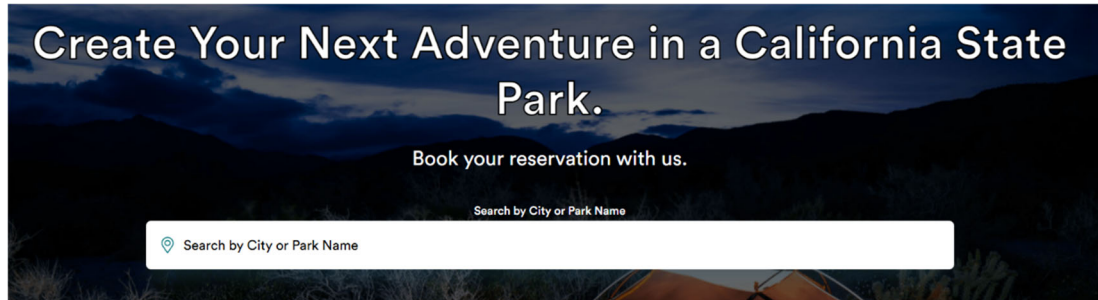 Create Your Next Adventure in a California State
Park.
Book your reservation with us.
Search by City or Park Name
Search by City or Park Name